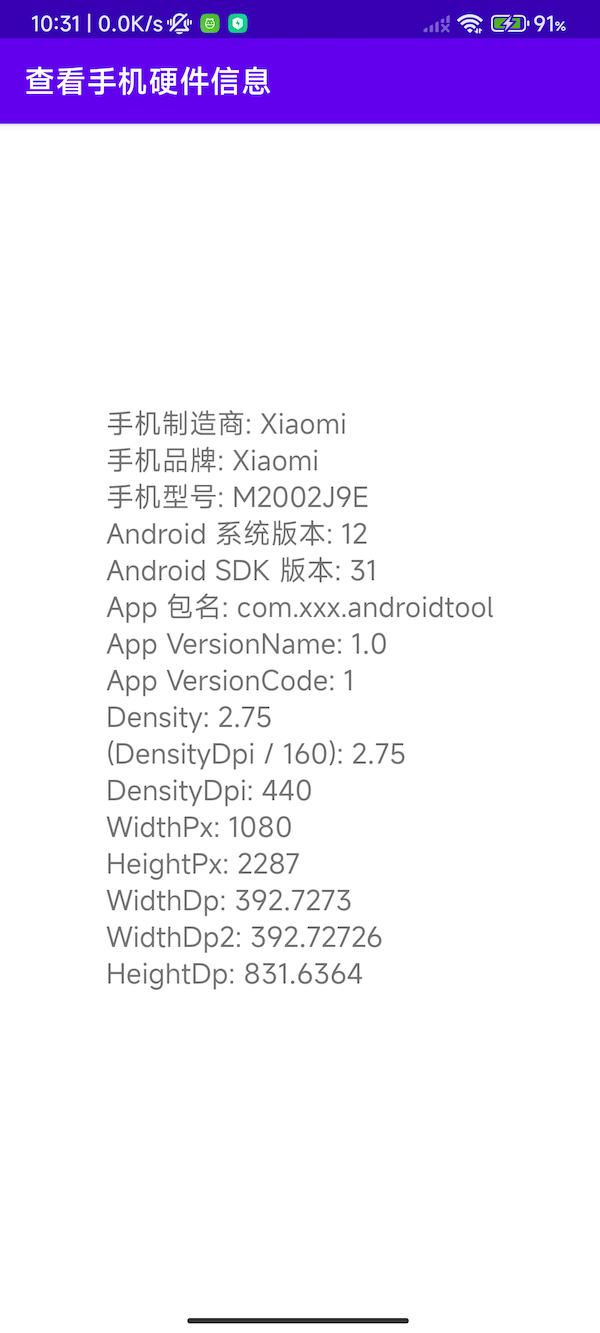 10:31 | 0.0K/s 91%
查看手机硬件信息
手机制造商: Xiaomi
手机品牌: Xiaomi
手机型号: M2002J9E
Android 系统版本: 12
Android SDK 版本: 31
App 包名: com.xxx.androidtool
App VersionName: 1.0
App VersionCode: 1
Density: 2.75
(DensityDpi / 160): 2.75
DensityDpi: 440
WidthPx: 1080
HeightPx: 2287
WidthDp: 392.7273
WidthDp2: 392.72726
HeightDp: 831.6364